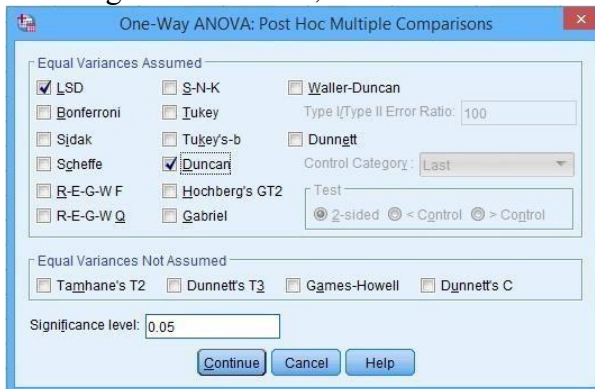 One-Way ANOVA: Post Hoc Multiple Comparisons
Equal Variances Assumed
LSD S-N-K Waller-Duncan
Bonferroni Tukey Type I/Type II Error Ratio: 100
Sidak Tukey's-b Dunnett
Scheffe Duncan Control Category : Last
R-E-G-W F Hochberg's GT2 Test
R-E-G-W Q Gabriel 2-sided < Control > Control
Equal Variances Not Assumed
Tamhane's T2 Dunnett's T3 Games-Howell Dunnett's C
Significance level: 0.05
Continue Cancel Help